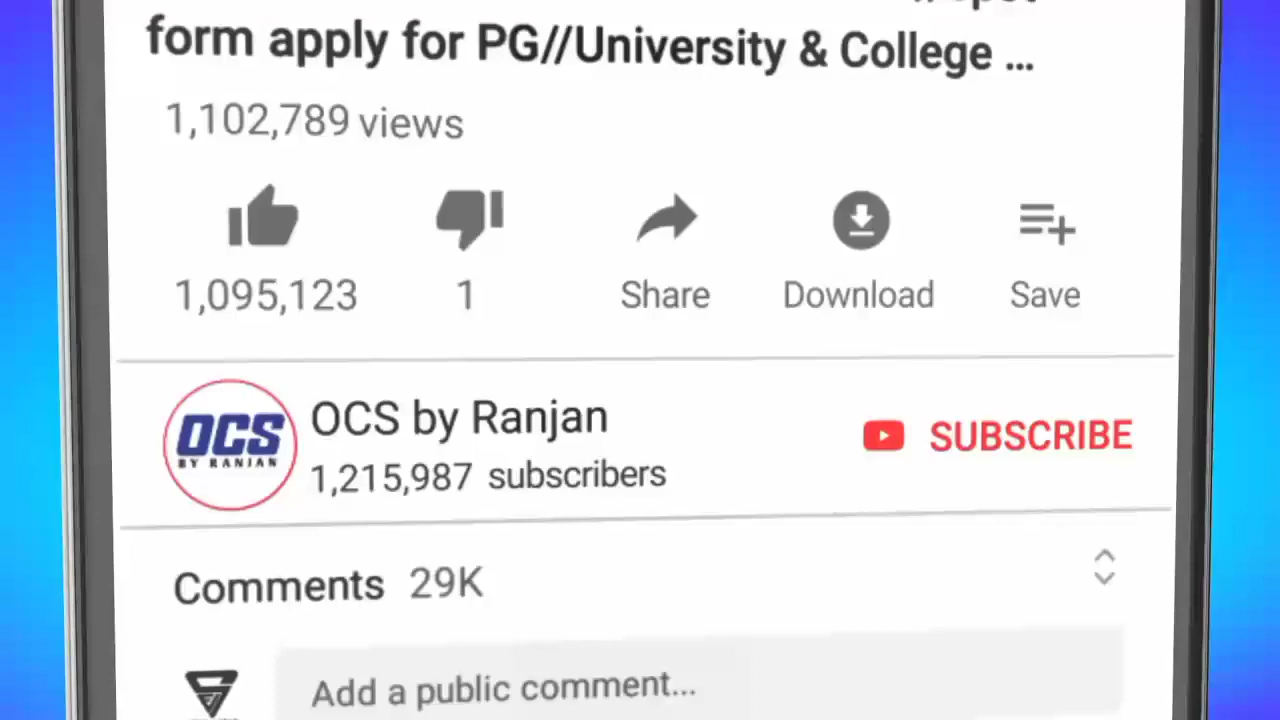 form apply for PG//University & College ...
1,102,789 views
1,095,123
1
Share
Download
Save
OCS
BY RANJAN
OCS by Ranjan
1,215,987 subscribers
SUBSCRIBE
Comments 29K
Add a public comment...